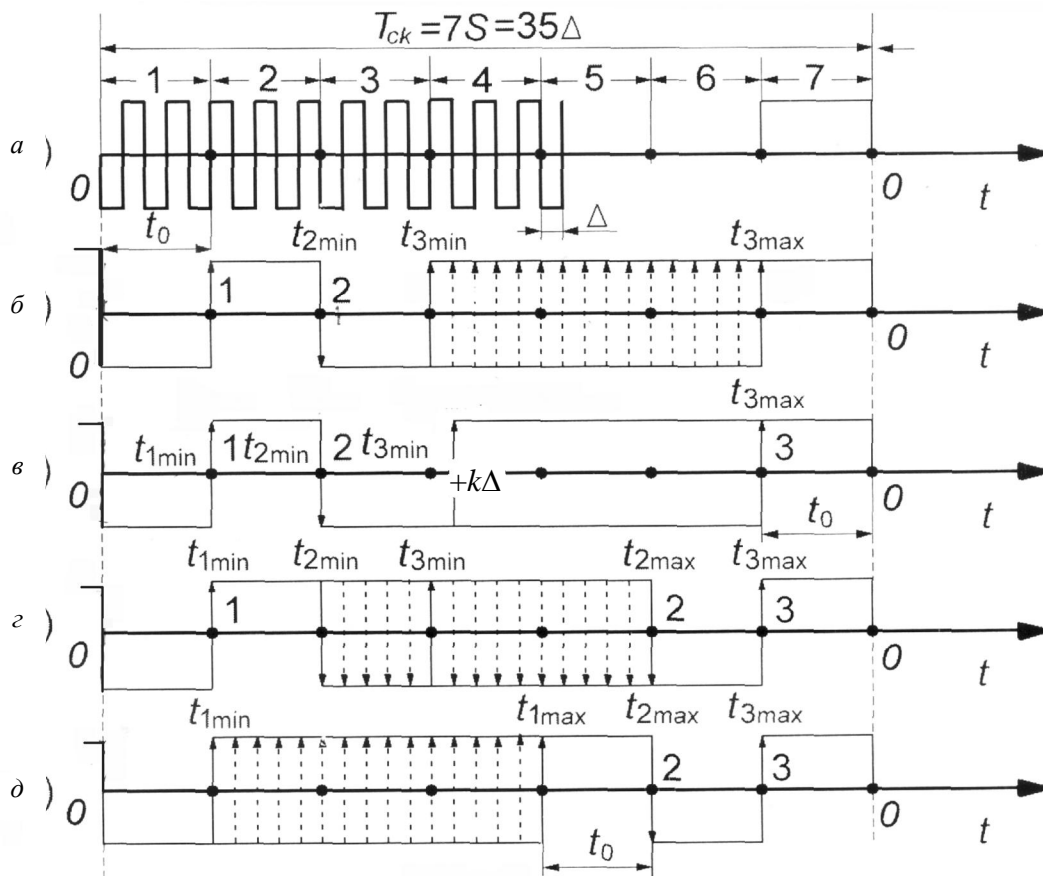 T_ck = 7S = 35Δ
1 2 3 4 5 6 7
а )
0 0 t
t_0 t_2min t_3min Δ t_3max
б )
1 2
0 0 t
t_3max
в )
t_1min 1 t_2min 2 t_3min 3
+kΔ
0 t_0 0 t
t_1min t_2min t_3min t_2max t_3max
г )
1 2 3
0 0 t
t_1min t_1max t_2max t_3max
д )
2 3
0 0 t
t_0